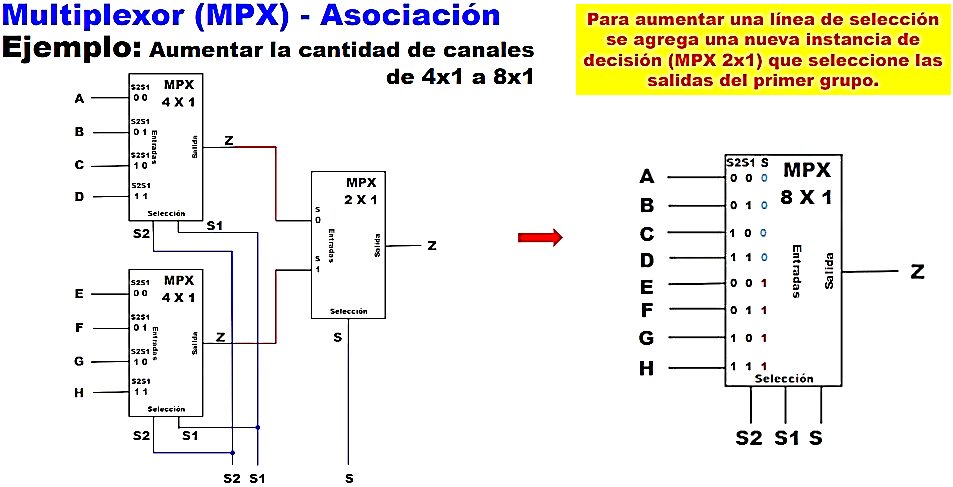 Multiplexor (MPX) - Asociación
Ejemplo: Aumentar la cantidad de canales
de 4x1 a 8x1
Para aumentar una línea de selección
se agrega una nueva instancia de
decisión (MPX 2x1) que seleccione las
salidas del primer grupo.
A
B
C
D
S2S1
0 0
S2S1
0 1
S2S1
1 0
S2S1
1 1
MPX
4 X 1
Entradas
Salida
Selección
S2
S1
Z
E
F
G
H
S2S1
0 0
S2S1
0 1
S2S1
1 0
S2S1
1 1
MPX
4 X 1
Entradas
Salida
Selección
S2
S1
Z
S2 S1
MPX
2 X 1
S
0
S
1
Entradas
Salida
Selección
Z
S
S
A
B
C
D
E
F
G
H
S2S1 S
0 0 0
0 1 0
1 0 0
1 1 0
0 0 1
0 1 1
1 0 1
1 1 1
MPX
8 X 1
Entradas
Salida
Selección
Z
S2 S1 S